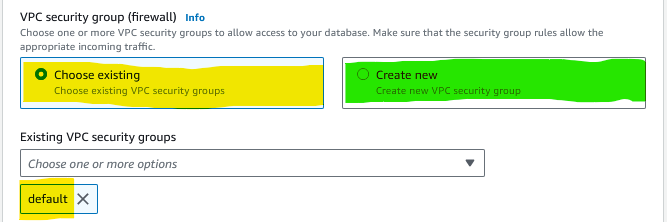 VPC security group (firewall) Info
Choose one or more VPC security groups to allow access to your database. Make sure that the security group rules allow the
appropriate incoming traffic.
Choose existing
Choose existing VPC security groups
Create new
Create new VPC security group
Existing VPC security groups
Choose one or more options
default